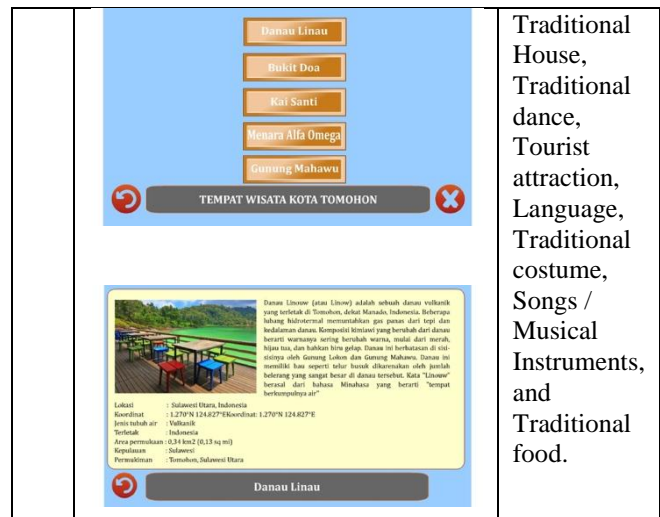 Danau Linau
Bukit Doa
Kai Santi
Menara Alfa Omega
Gunung Mahawu
TEMPAT WISATA KOTA TOMOHON
Danau Linouw (atau Linow) adalah sebuah danau volkanik
yang terletak di Tomohon, dekat Manado, Indonesia. Beberapa
lubang hidrotermal memuntahkan gas panas dari tepi dan
kedalaman danau. Komposisi kimiawi yang berubah dari danau
berarti warnanya sering berubah warna, mulai dari merah,
hijau tua, dan bahkan biru gelap. Danau ini berbatasan di sisi-
sisinya oleh Gunung Lokon dan Gunung Mahawu. Danau ini
memiliki bau seperti telur busuk dikarenakan oleh jumlah
belerang yang sangat besar di danau tersebut. Kata "Linouw"
berasal dari bahasa Minahasa yang berarti "tempat
berkumpulnya air"
Lokasi : Sulawesi Utara, Indonesia
Koordinat : 1.270°N 124.827°EKoordinat: 1.270°N 124.827°E
Jenis tubuh air : Vulkanik
Terletak : Indonesia
Area permukaan : 0,34 km2 (0,13 sq mi)
Kepulauan : Sulawesi
Permukiman : Tomohon, Sulawesi Utara
Danau Linau
Traditional
House,
Traditional
dance,
Tourist
attraction,
Language,
Traditional
costume,
Songs /
Musical
Instruments,
and
Traditional
food.